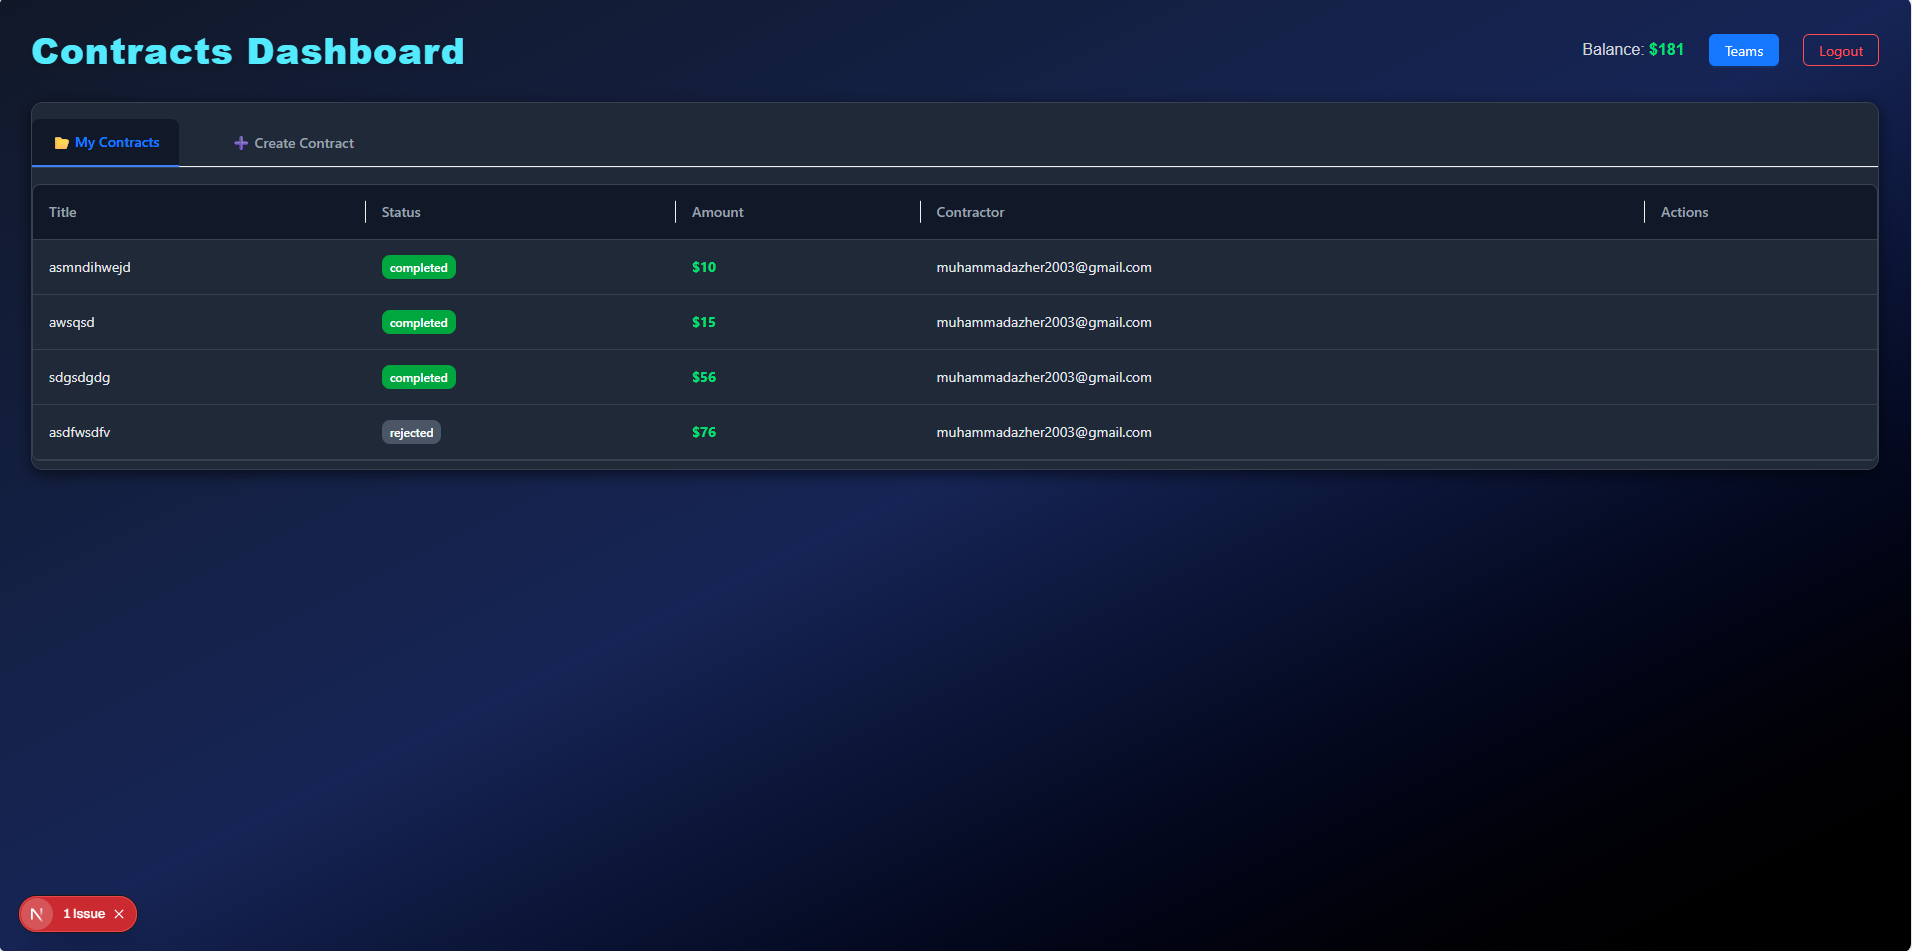 Contracts Dashboard
Balance: $181 Teams Logout
My Contracts Create Contract
Title Status Amount Contractor Actions
asmndihwejd completed $10 muhammadazher2003@gmail.com
awsqsd completed $15 muhammadazher2003@gmail.com
sdgsdgdg completed $56 muhammadazher2003@gmail.com
asdfwsdfv rejected $76 muhammadazher2003@gmail.com
N 1 Issue